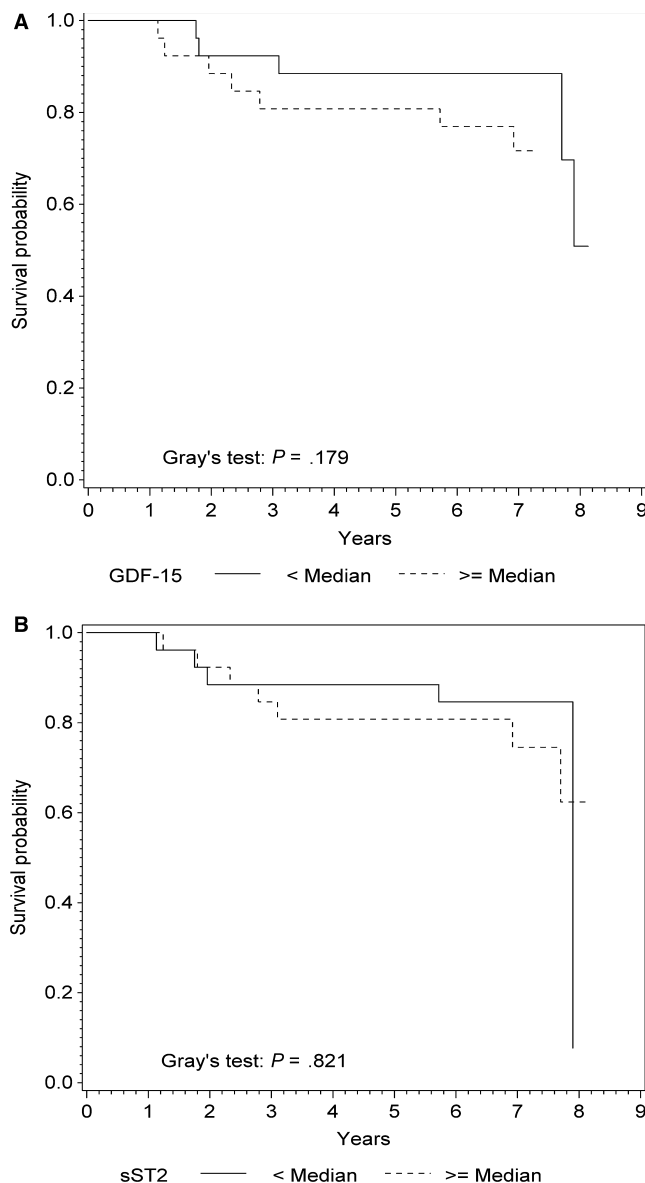 A
1.0
0.8
0.6
0.4
0.2
0.0
Survival probability
Gray's test: P = .179
0 1 2 3 4 5 6 7 8 9
Years
GDF-15 < Median >= Median
B
1.0
0.8
0.6
0.4
0.2
0.0
Survival probability
Gray's test: P = .821
0 1 2 3 4 5 6 7 8 9
Years
sST2 < Median >= Median